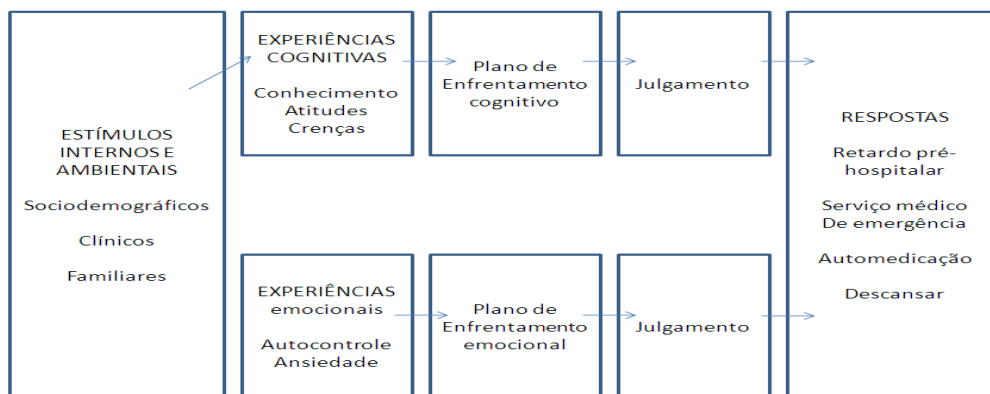 ESTÍMULOS
INTERNOS E
AMBIENTAIS
Sociodemográficos
Clínicos
Familiares
EXPERIÊNCIAS
COGNITIVAS
Conhecimento
Atitudes
Crenças
Plano de
Enfrentamento
cognitivo
Julgamento
EXPERIÊNCIAS
emocionais
Autocontrole
Ansiedade
Plano de
Enfrentamento
emocional
Julgamento
RESPOSTAS
Retardo pré-
hospitalar
Serviço médico
De emergência
Automedicação
Descansar